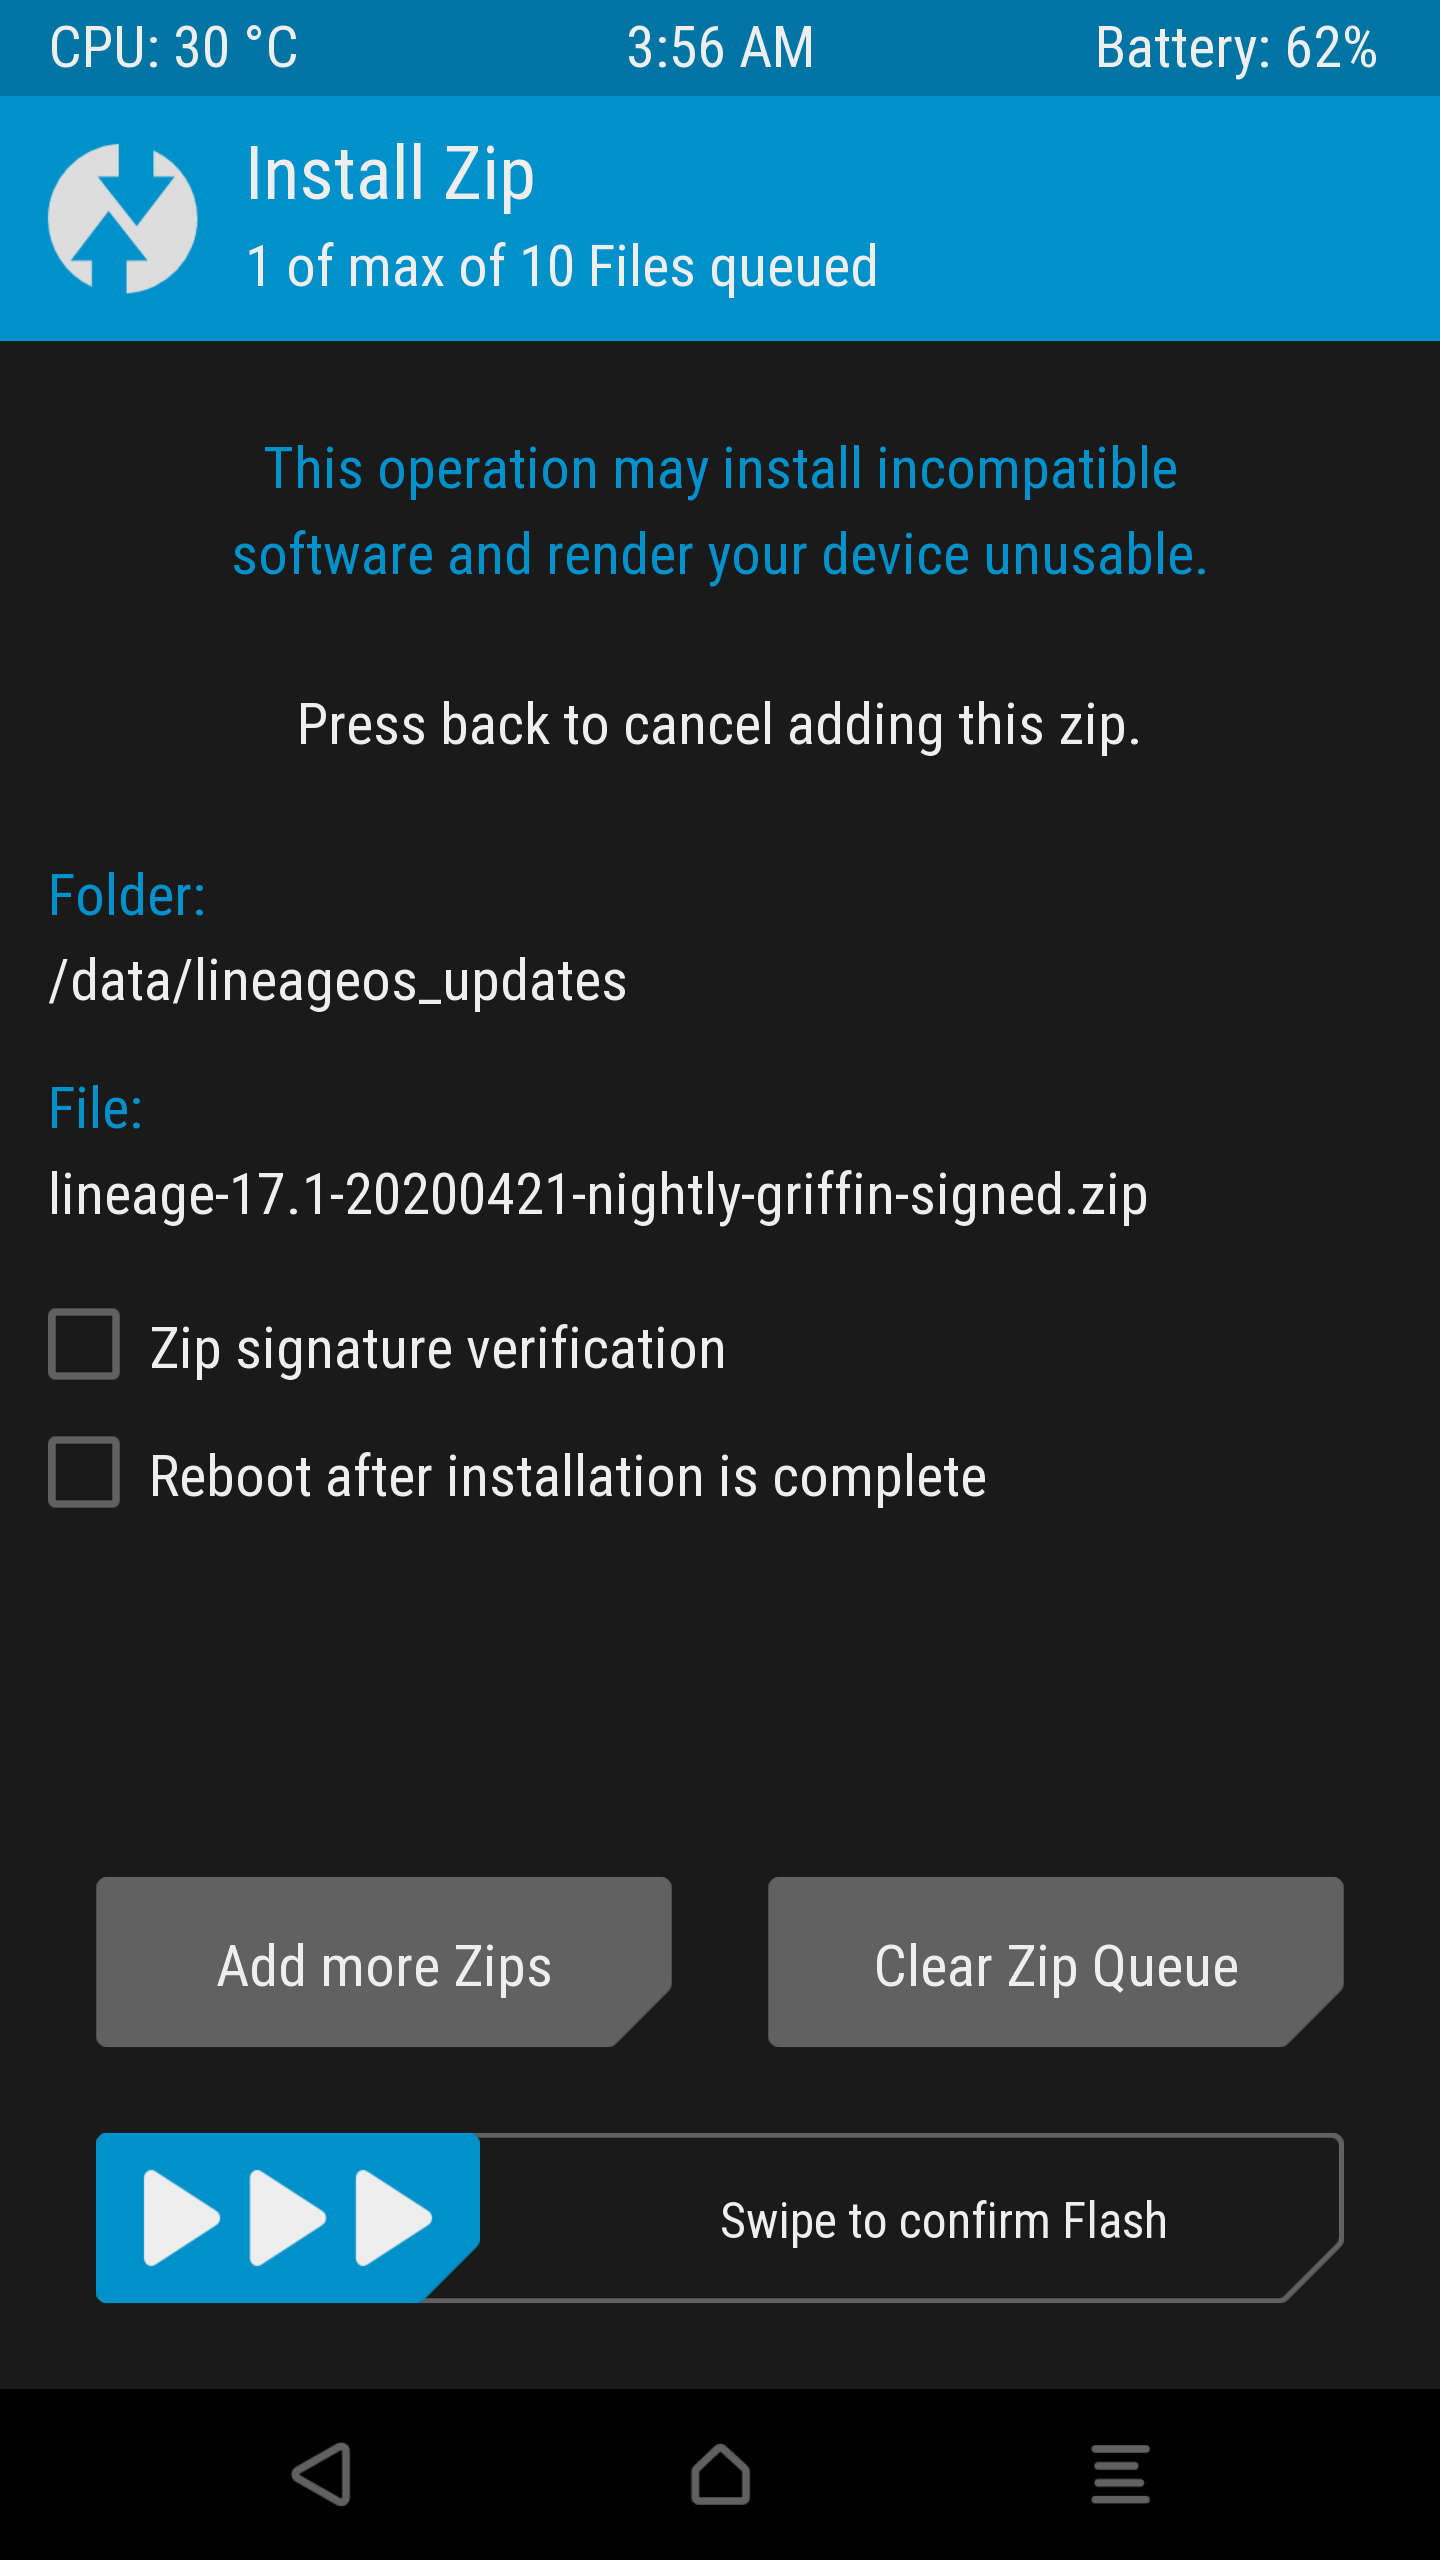 CPU: 30 °C 3:56 AM Battery: 62%
Install Zip
1 of max of 10 Files queued
This operation may install incompatible
software and render your device unusable.
Press back to cancel adding this zip.
Folder:
/data/lineageos_updates
File:
lineage-17.1-20200421-nightly-griffin-signed.zip
Zip signature verification
Reboot after installation is complete
Add more Zips Clear Zip Queue
Swipe to confirm Flash